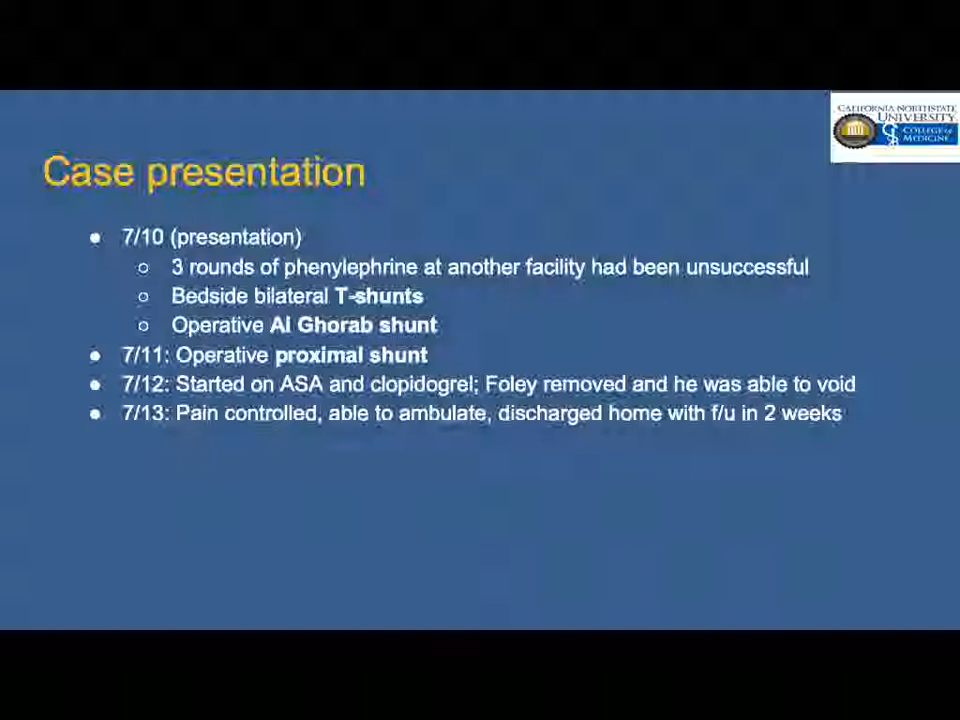 CALIFORNIA NORTHSTATE
UNIVERSITY
COLLEGE of
MEDICINE
Case presentation
● 7/10 (presentation)
○ 3 rounds of phenylephrine at another facility had been unsuccessful
○ Bedside bilateral T-shunts
○ Operative Al Ghorab shunt
● 7/11: Operative proximal shunt
● 7/12: Started on ASA and clopidogrel; Foley removed and he was able to void
● 7/13: Pain controlled, able to ambulate, discharged home with f/u in 2 weeks